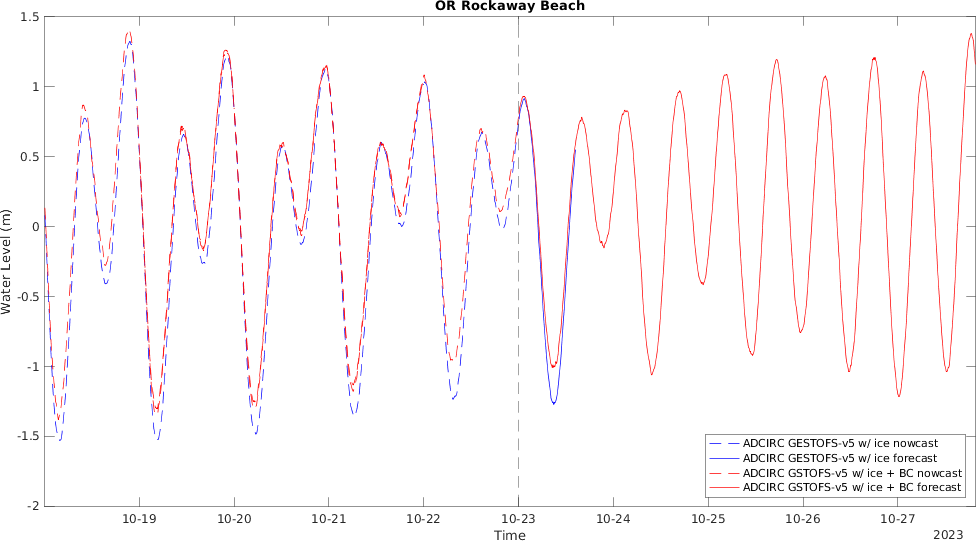 OR Rockaway Beach
1.5
1
0.5
0
-0.5
-1
-1.5
-2
Water Level (m)
10-19 10-20 10-21 10-22 10-23 10-24 10-25 10-26 10-27
Time
2023
ADCIRC GESTOFS-v5 w/ ice nowcast
ADCIRC GESTOFS-v5 w/ ice forecast
ADCIRC GSTOFS-v5 w/ ice + BC nowcast
ADCIRC GSTOFS-v5 w/ ice + BC forecast